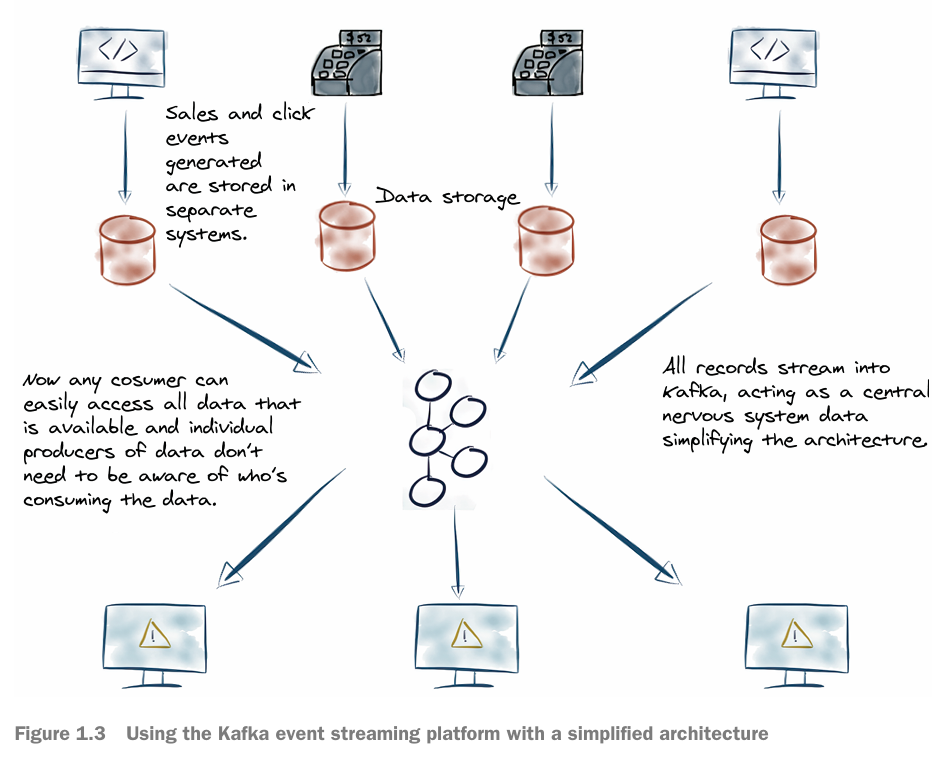 </>
$ 52
$ 52
</>
Sales and click
events
generated
are stored in
separate
systems.
Data storage
Now any cosumer can
easily access all data that
is available and individual
producers of data don't
need to be aware of who's
consuming the data.
All records stream into
Kafka, acting as a central
nervous system data
simplifying the architecture.
!
!
!
Figure 1.3 Using the Kafka event streaming platform with a simplified architecture